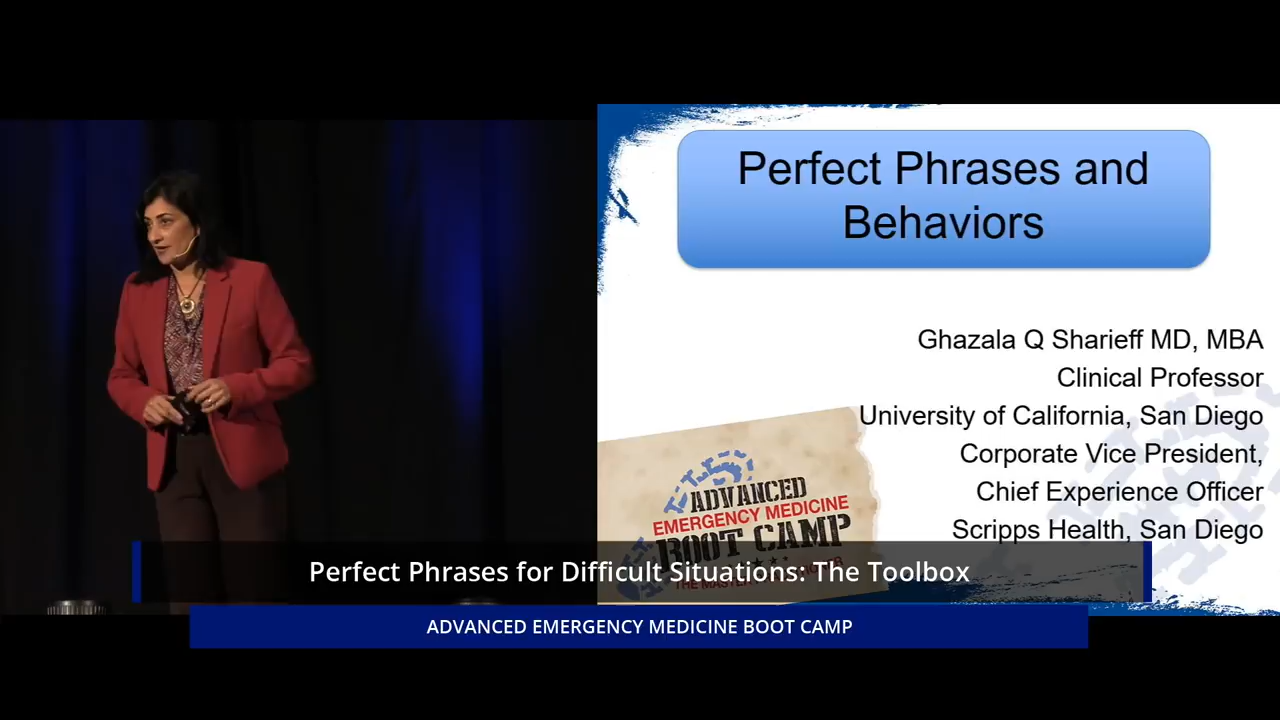 Perfect Phrases and
Behaviors
Ghazala Q Sharieff MD, MBA
Clinical Professor
University of California, San Diego
Corporate Vice President,
Chief Experience Officer
Scripps Health, San Diego
ADVANCED
EMERGENCY MEDICINE
BOOT CAMP
Perfect Phrases for Difficult Situations: The Toolbox
ADVANCED EMERGENCY MEDICINE BOOT CAMP